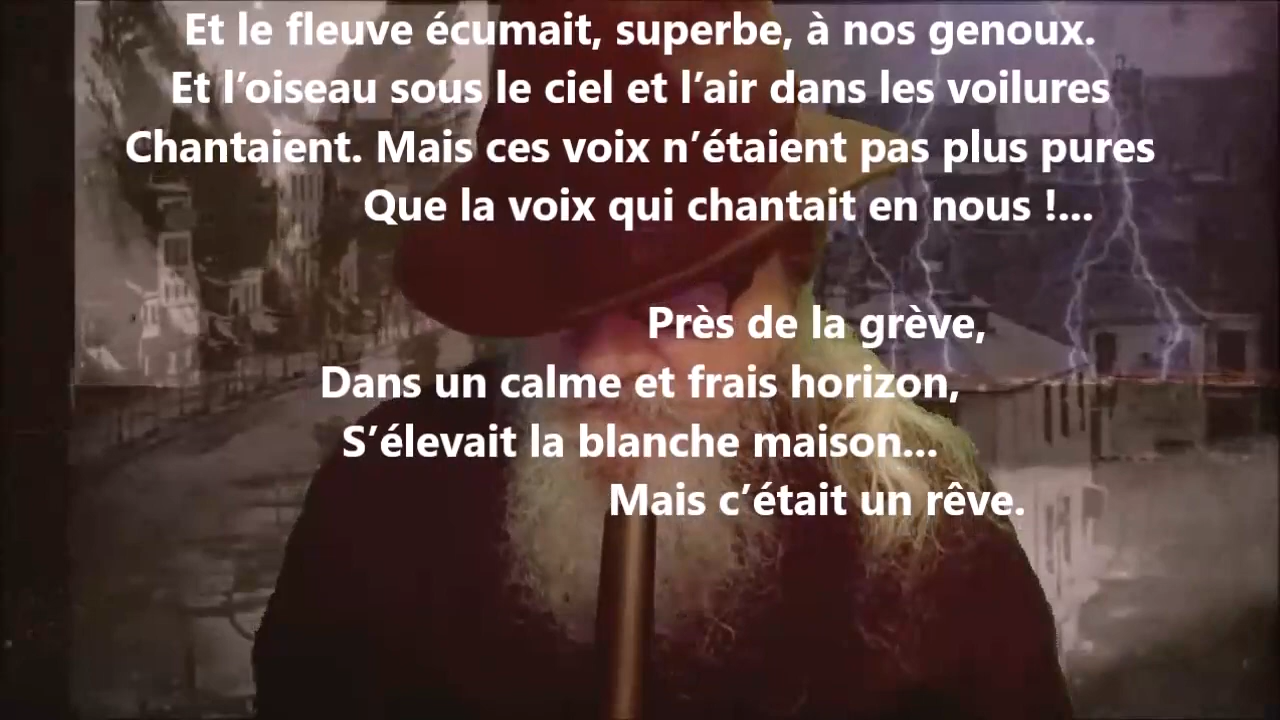 Et le fleuve écumait, superbe, à nos genoux.
Et l’oiseau sous le ciel et l’air dans les voilures
Chantaient. Mais ces voix n’étaient pas plus pures
Que la voix qui chantait en nous !...
Près de la grève,
Dans un calme et frais horizon,
S’élevait la blanche maison...
Mais c’était un rêve.